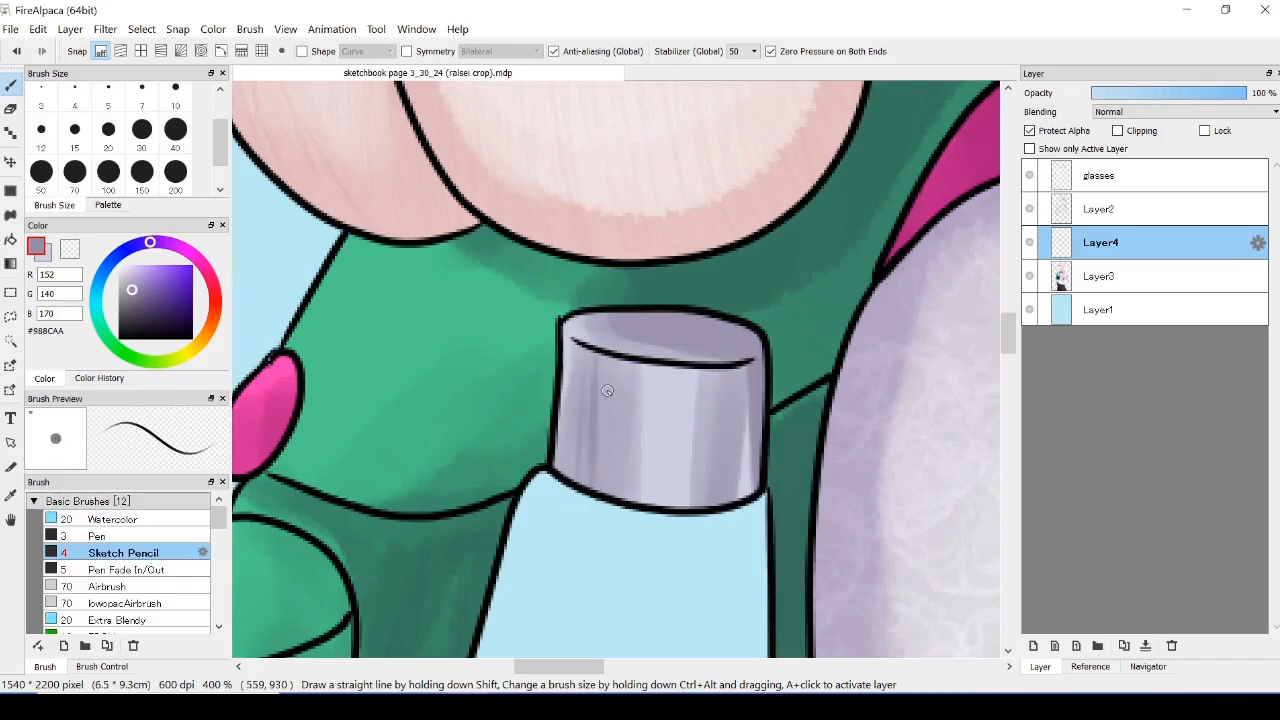 FireAlpaca (64bit)
File Edit Layer Filter Select Snap Color Brush View Animation Tool Window Help
Snap off Shape Curve Symmetry Bilateral Anti-aliasing (Global) Stabilizer (Global) 50 Zero Pressure on Both Ends
Brush Size
3 4 5 7 10
12 15 20 30 40
50 70 100 150 200
Brush Size Palette
Color
R 152
G 140
B 170
#988CAA
Color Color History
Brush Preview
*
Brush
Basic Brushes [12]
20 Watercolor
3 Pen
4 Sketch Pencil
5 Pen Fade In/Out
70 Airbrush
70 lowopacAirbrush
20 Extra Blendy
Brush Brush Control
sketchbook page 3_30_24 (ralsei crop).mdp
Layer
Opacity 100 %
Blending Normal
Protect Alpha Clipping Lock
Show only Active Layer
glasses
Layer2
Layer4
Layer3
Layer1
Layer Reference Navigator
1540 * 2200 pixel (6.5 * 9.3cm) 600 dpi 400 % ( 559, 930 ) Draw a straight line by holding down Shift, Change a brush size by holding down Ctrl+Alt and dragging, A+click to activate layer